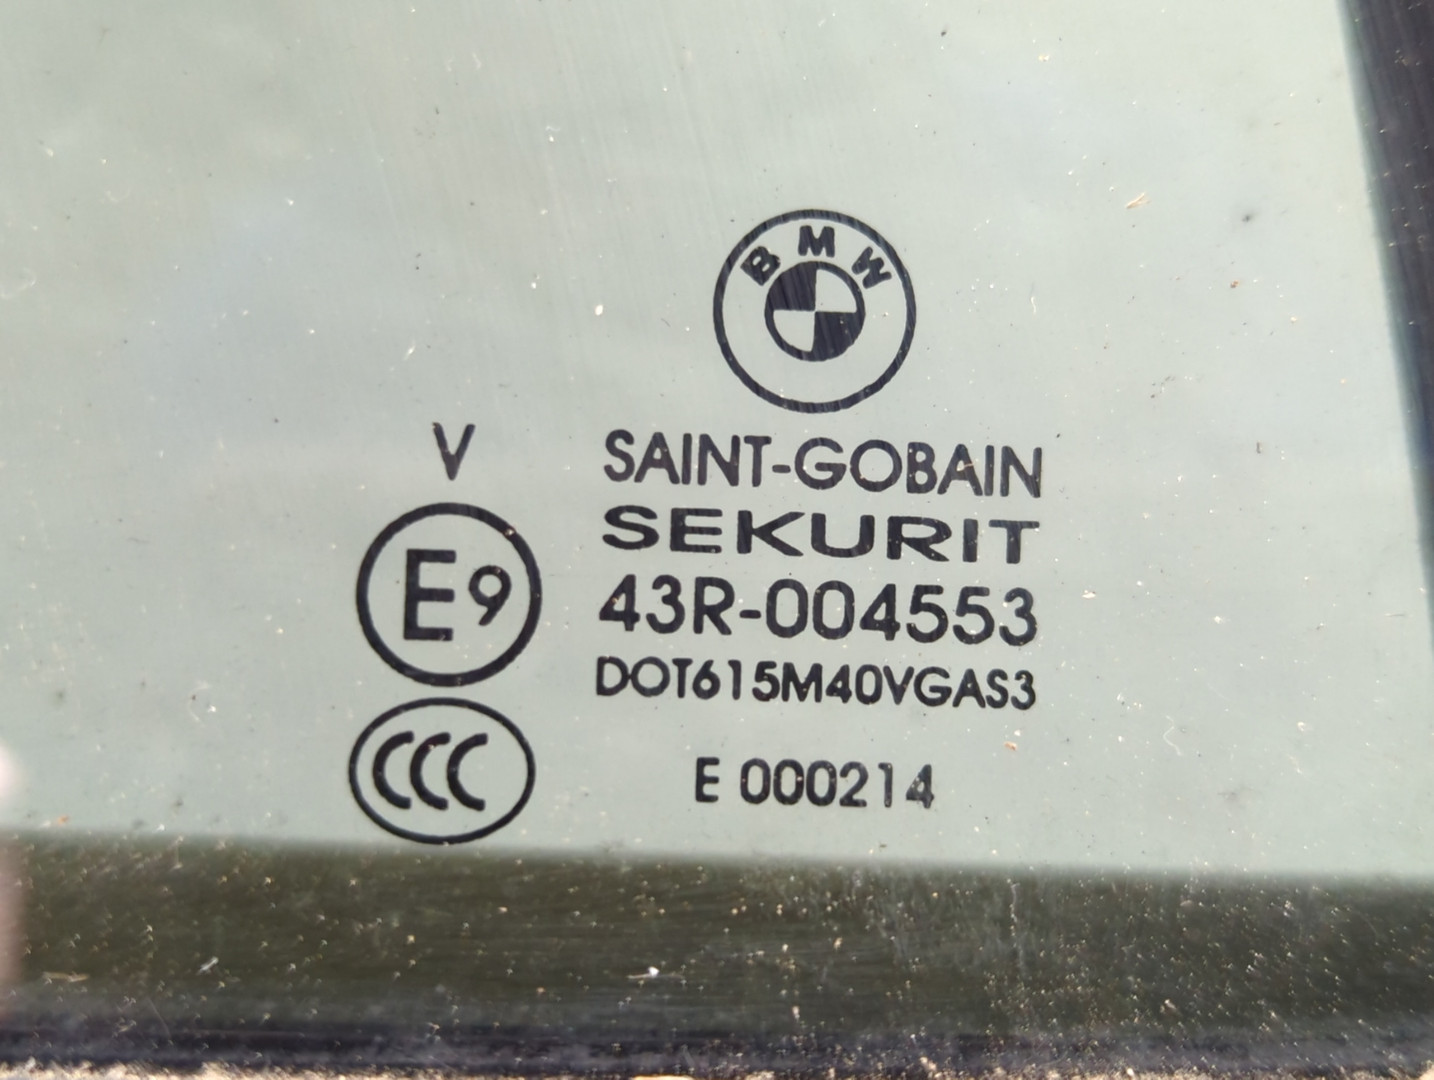 BMW
V
SAINT-GOBAIN
SEKURIT
E9
43R-004553
DOT615M40VGAS3
CCC
E 000214